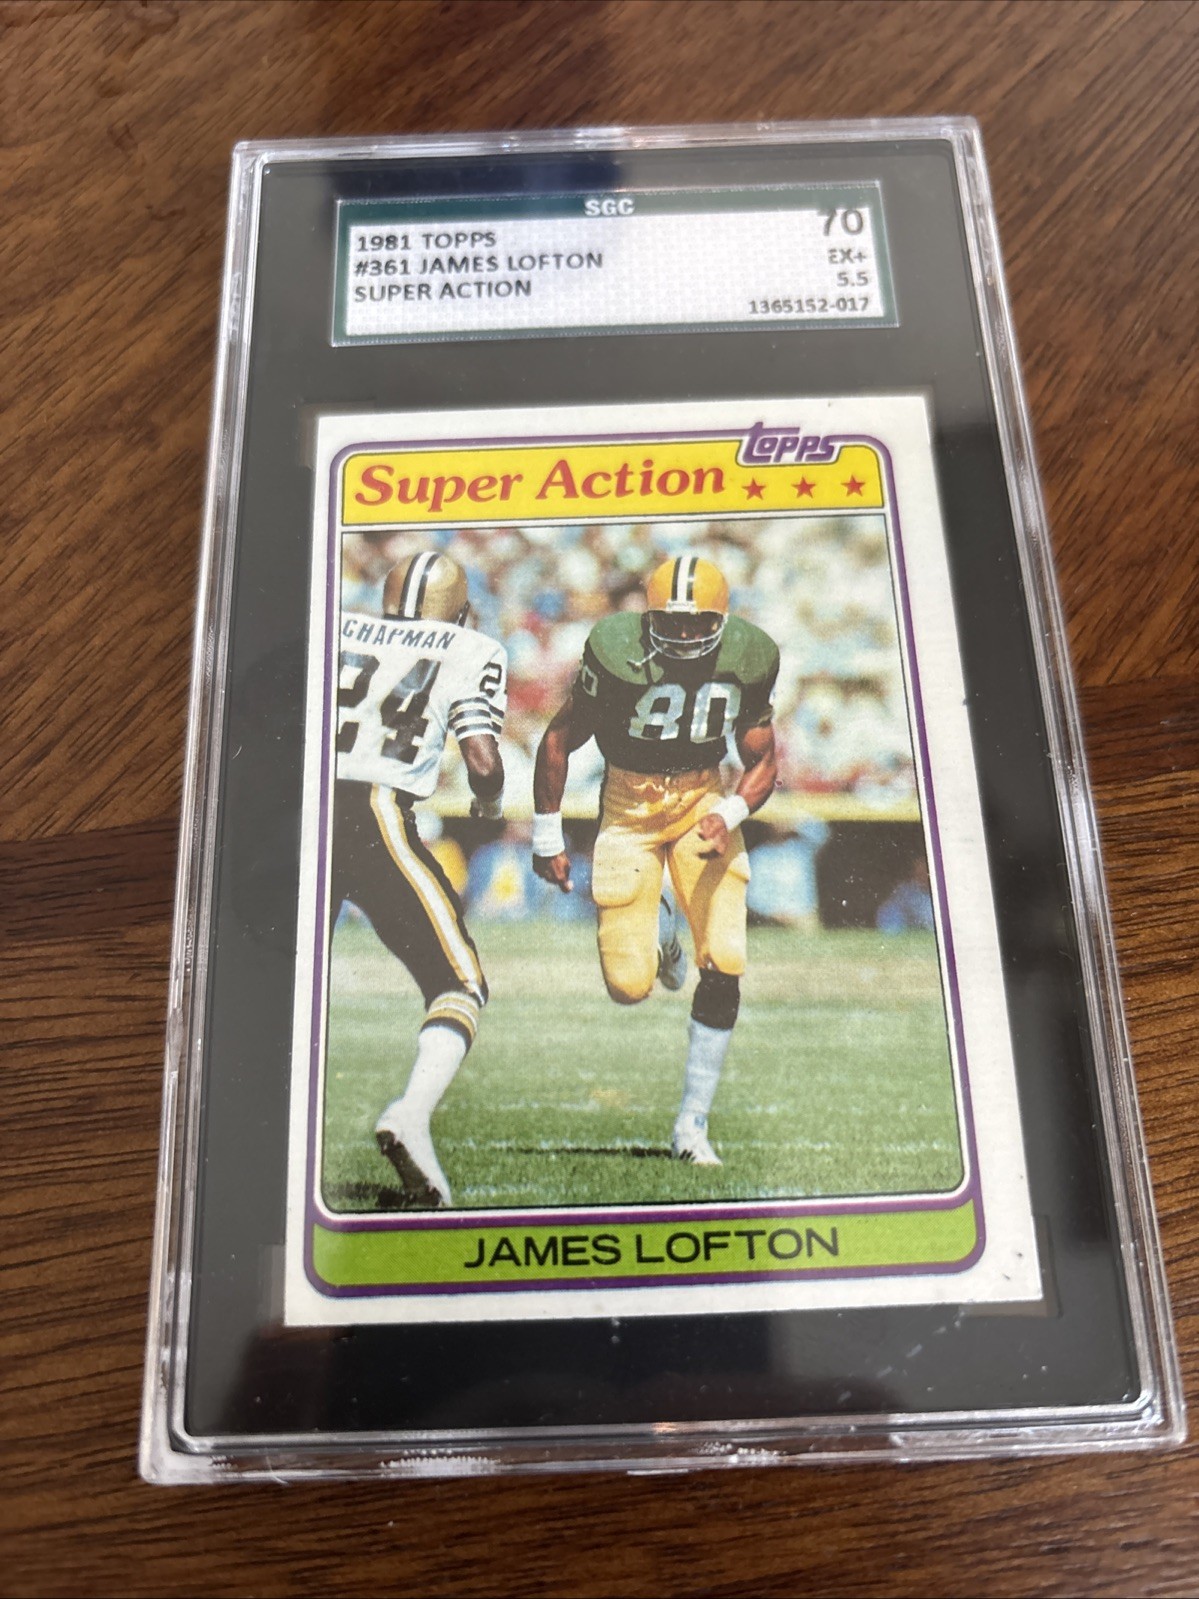 SGC
1981 TOPPS
#361 JAMES LOFTON
SUPER ACTION
70
EX+
5.5
1365152-017
topps
Super Action
CHAPMAN
24
2
80
JAMES LOFTON